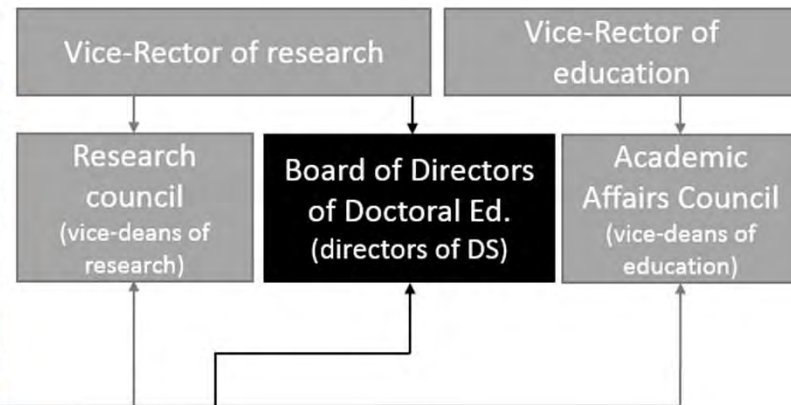 Vice-Rector of research
Vice-Rector of
education
Research
council
(vice-deans of
research)
Board of Directors
of Doctoral Ed.
(directors of DS)
Academic
Affairs Council
(vice-deans of
education)